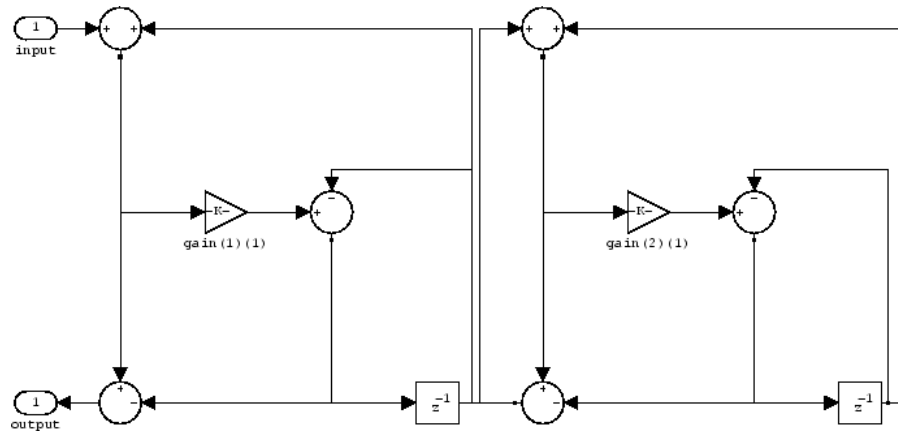 1
input
+
+
+
+
-K-
gain(1)(1)
+
−
-K-
gain(2)(1)
+
−
1
output
+
−
z-1
+
−
z-1